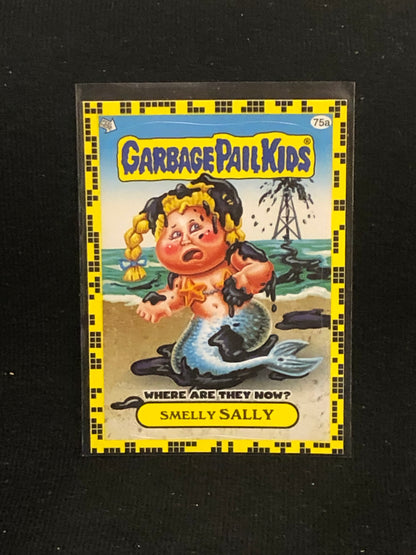 75a
GARBAGE PAIL KIDS®
WHERE ARE THEY NOW?
SMELLY SALLY